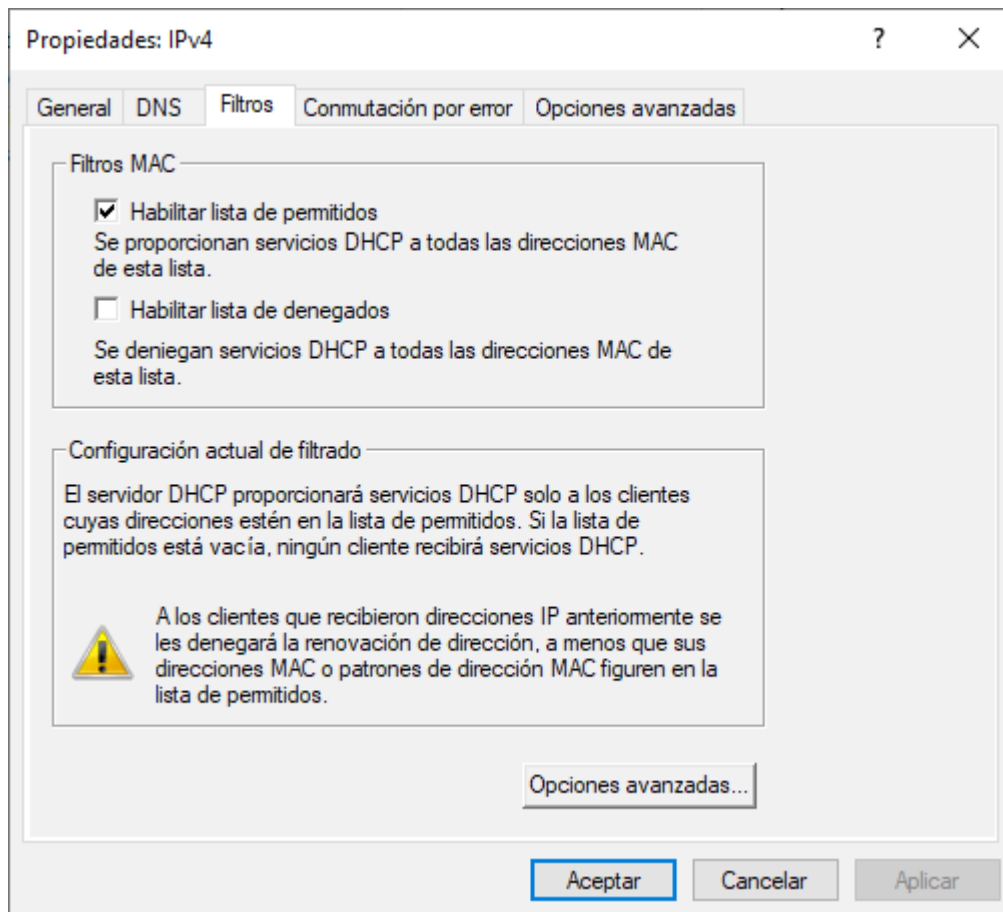 Propiedades: IPv4
?
General DNS Filtros Conmutación por error Opciones avanzadas
Filtros MAC
Habilitar lista de permitidos
Se proporcionan servicios DHCP a todas las direcciones MAC
de esta lista.
Habilitar lista de denegados
Se deniegan servicios DHCP a todas las direcciones MAC de
esta lista.
Configuración actual de filtrado
El servidor DHCP proporcionará servicios DHCP solo a los clientes
cuyas direcciones estén en la lista de permitidos. Si la lista de
permitidos está vacía, ningún cliente recibirá servicios DHCP.
A los clientes que recibieron direcciones IP anteriormente se
les denegará la renovación de dirección, a menos que sus
direcciones MAC o patrones de dirección MAC figuren en la
lista de permitidos.
Opciones avanzadas...
Aceptar Cancelar Aplicar